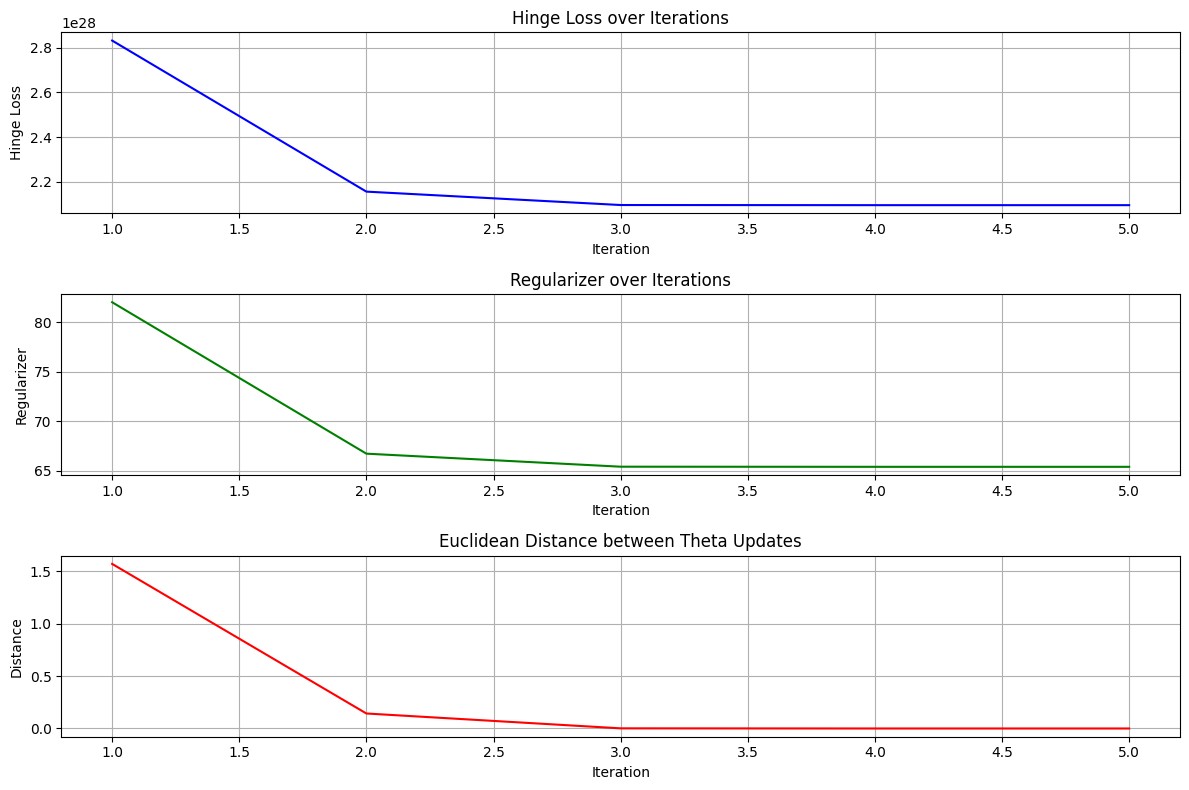 Hinge Loss over Iterations
1e28
2.8
2.6
2.4
2.2
Hinge Loss
1.0 1.5 2.0 2.5 3.0 3.5 4.0 4.5 5.0
Iteration
Regularizer over Iterations
80
75
70
65
Regularizer
1.0 1.5 2.0 2.5 3.0 3.5 4.0 4.5 5.0
Iteration
Euclidean Distance between Theta Updates
1.5
1.0
0.5
0.0
Distance
1.0 1.5 2.0 2.5 3.0 3.5 4.0 4.5 5.0
Iteration